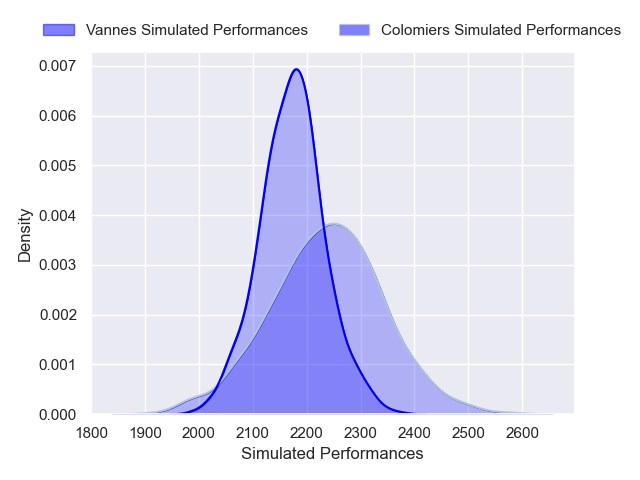 Vannes Simulated Performances
Colomiers Simulated Performances
0.007
0.006
0.005
0.004
0.003
0.002
0.001
0.000
Density
1800 1900 2000 2100 2200 2300 2400 2500 2600
Simulated Performances